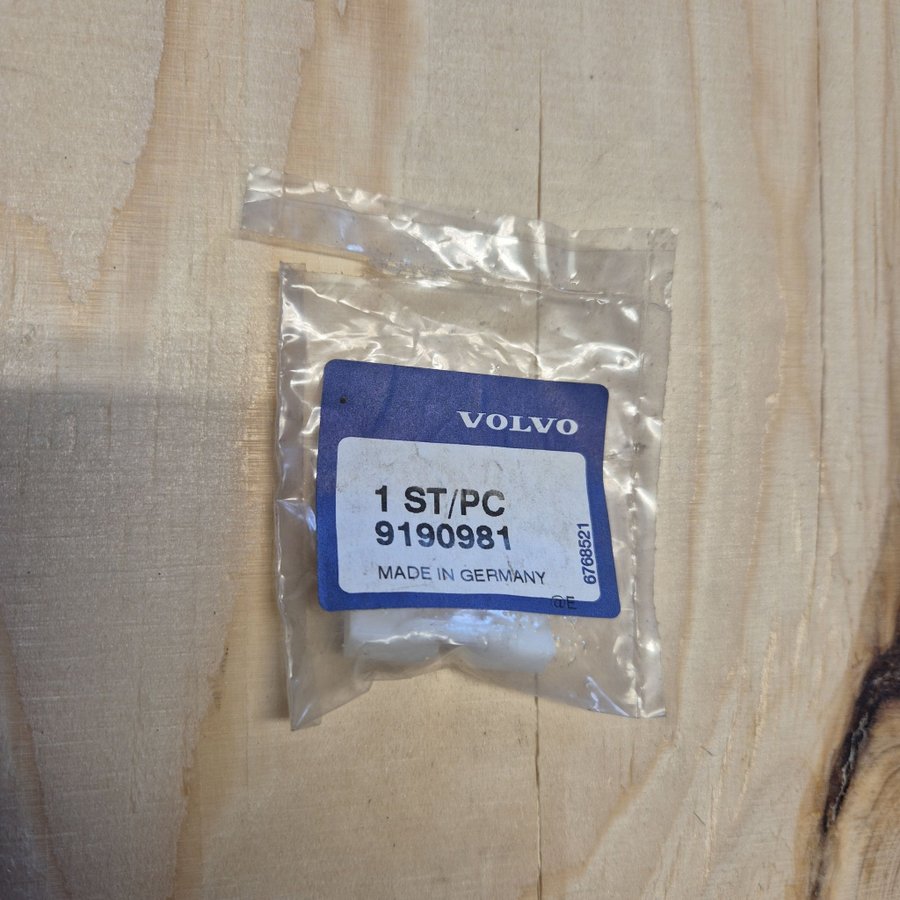 VOLVO
1 ST/PC
9190981
MADE IN GERMANY
6768521
@E